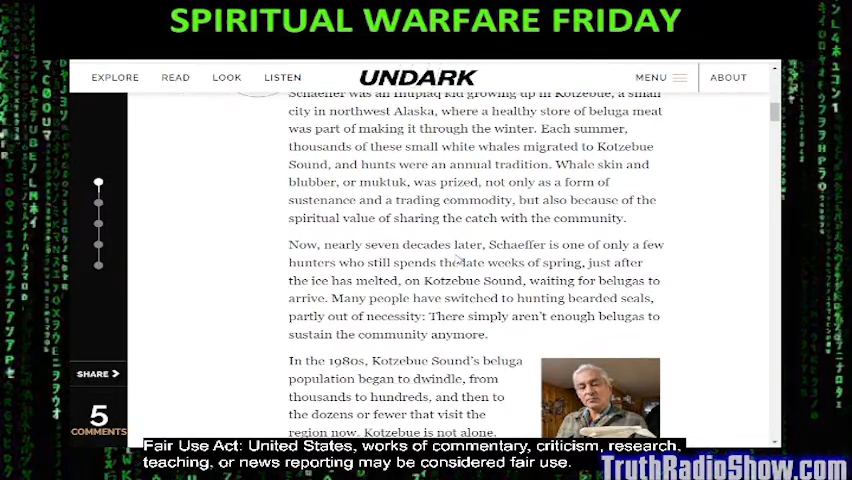 SPIRITUAL WARFARE FRIDAY
EXPLORE READ LOOK LISTEN UNDARK MENU ABOUT
Schaeffer was an Iñupiaq kid growing up in Kotzebue, a small
city in northwest Alaska, where a healthy store of beluga meat
was part of making it through the winter. Each summer,
thousands of these small white whales migrated to Kotzebue
Sound, and hunts were an annual tradition. Whale skin and
blubber, or muktuk, was prized, not only as a form of
sustenance and a trading commodity, but also because of the
spiritual value of sharing the catch with the community.
Now, nearly seven decades later, Schaeffer is one of only a few
hunters who still spends the late weeks of spring, just after
the ice has melted, on Kotzebue Sound, waiting for belugas to
arrive. Many people have switched to hunting bearded seals,
partly out of necessity: There simply aren't enough belugas to
sustain the community anymore.
In the 1980s, Kotzebue Sound's beluga
population began to dwindle, from
thousands to hundreds, and then to
the dozens or fewer that visit the
region now. Kotzebue is not alone.
SHARE
5
COMMENTS
Fair Use Act: United States, works of commentary, criticism, research,
teaching, or news reporting may be considered fair use.
TruthRadioShow.com